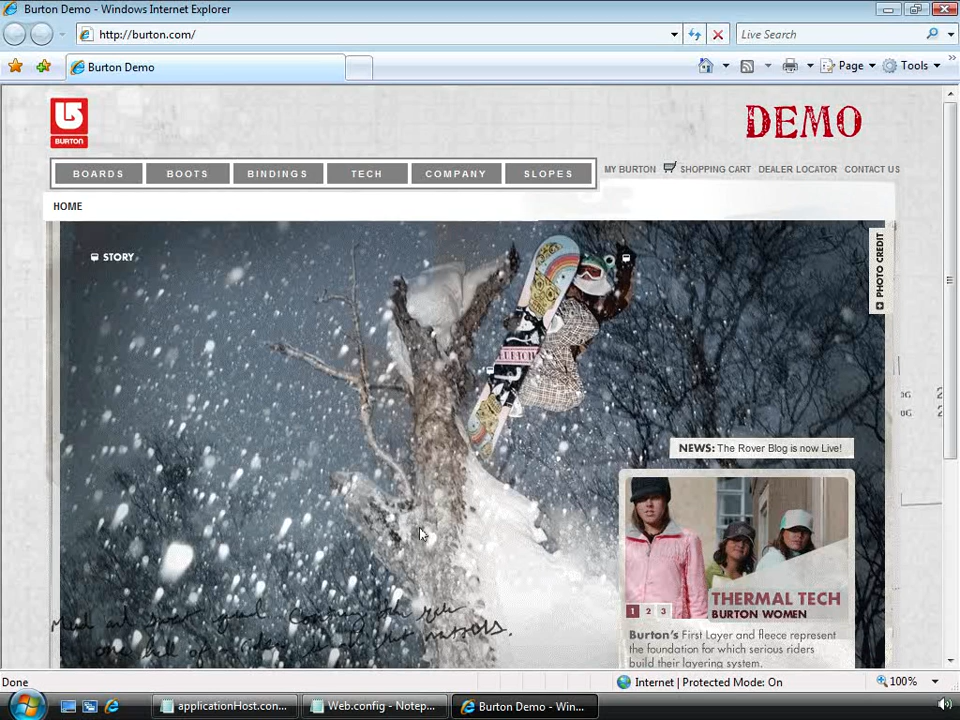 Burton Demo - Windows Internet Explorer
http://burton.com/
Live Search
Burton Demo
Page
Tools
BURTON
DEMO
BOARDS
BOOTS
BINDINGS
TECH
COMPANY
SLOPES
MY BURTON
SHOPPING CART
DEALER LOCATOR
CONTACT US
HOME
STORY
PHOTO CREDIT
BURTON
NEWS: The Rover Blog is now Live!
THERMAL TECH
BURTON WOMEN
1 2 3
Burton's First Layer and fleece represent
the foundation for which serious riders
build their layering system.
Done
Internet | Protected Mode: On
100%
applicationHost.con...
Web.config - Notep...
Burton Demo - Win...